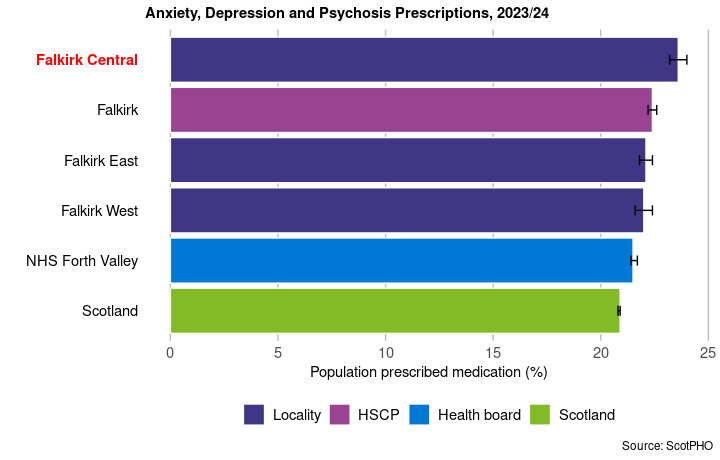 Anxiety, Depression and Psychosis Prescriptions, 2023/24
Falkirk Central
Falkirk
Falkirk East
Falkirk West
NHS Forth Valley
Scotland
0 5 10 15 20 25
Population prescribed medication (%)
Locality HSCP Health board Scotland
Source: ScotPHO